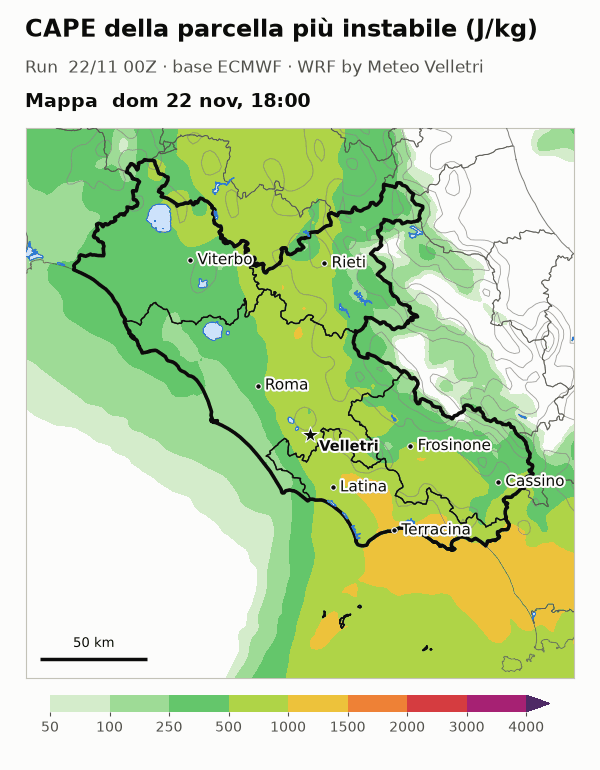 CAPE della parcella più instabile (J/kg)
Run  22/11 00Z · base ECMWF · WRF by Meteo Velletri
Mappa  dom 22 nov, 18:00
Viterbo
Rieti
Roma
Velletri
Frosinone
Latina
Cassino
Terracina
50 km
50 100 250 500 1000 1500 2000 3000 4000